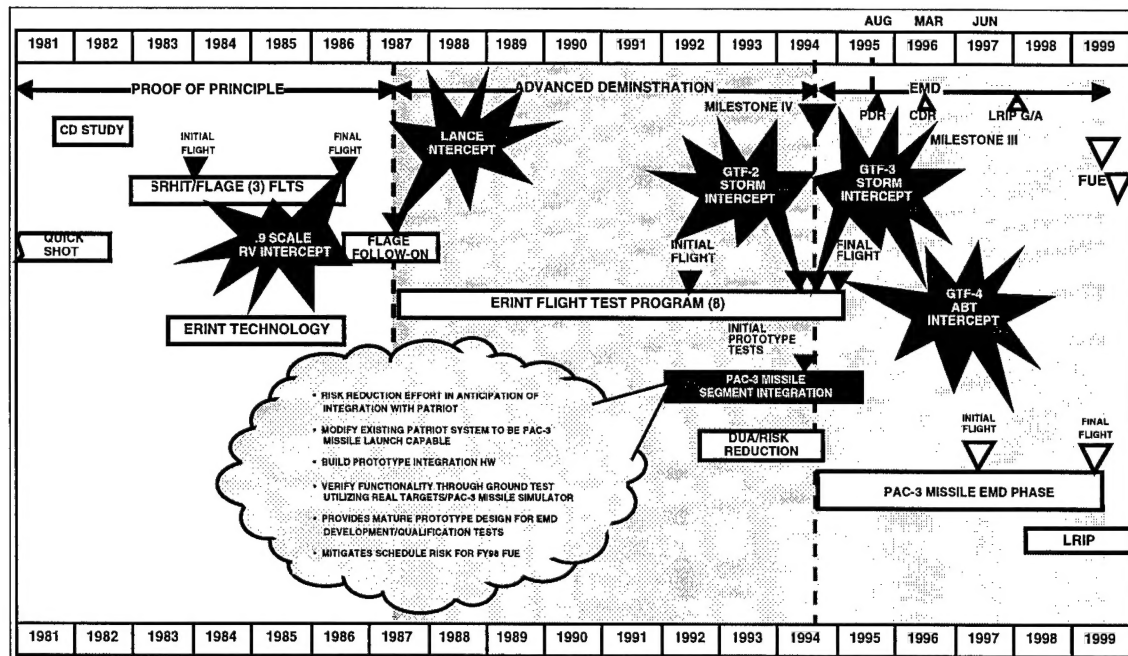 AUG MAR JUN
1981 1982 1983 1984 1985 1986 1987 1988 1989 1990 1991 1992 1993 1994 1995 1996 1997 1998 1999
PROOF OF PRINCIPLE
ADVANCED DEMINSTRATION
EMD
MILESTONE IV
PDR
CDR
LRIP G/A
MILESTONE III
CD STUDY
INITIAL
FLIGHT
FINAL
FLIGHT
LANCE
INTERCEPT
SRHIT/FLAGE (3) FLTS
GTF-2
STORM
INTERCEPT
GTF-3
STORM
INTERCEPT
FUE
QUICK
SHOT
.9 SCALE
RV INTERCEPT
FLAGE
FOLLOW-ON
INITIAL
FLIGHT
FINAL
FLIGHT
ERINT FLIGHT TEST PROGRAM (8)
GTF-4
ABT
INTERCEPT
ERINT TECHNOLOGY
INITIAL
PROTOTYPE
TESTS
PAC-3 MISSILE
SEGMENT INTEGRATION
• RISK REDUCTION EFFORT IN ANTICIPATION OF
INTEGRATION WITH PATRIOT
• MODIFY EXISTING PATRIOT SYSTEM TO BE PAC-3
MISSILE LAUNCH CAPABLE
• BUILD PROTOTYPE INTEGRATION HW
• VERIFY FUNCTIONALITY THROUGH GROUND TEST
UTILIZING REAL TARGETS/PAC-3 MISSILE SIMULATOR
• PROVIDES MATURE PROTOTYPE DESIGN FOR EMD
DEVELOPMENT/QUALIFICATION TESTS
• MITIGATES SCHEDULE RISK FOR FY98 FUE
DUA/RISK
REDUCTION
INITIAL
FLIGHT
FINAL
FLIGHT
PAC-3 MISSILE EMD PHASE
LRIP
1981 1982 1983 1984 1985 1986 1987 1988 1989 1990 1991 1992 1993 1994 1995 1996 1997 1998 1999